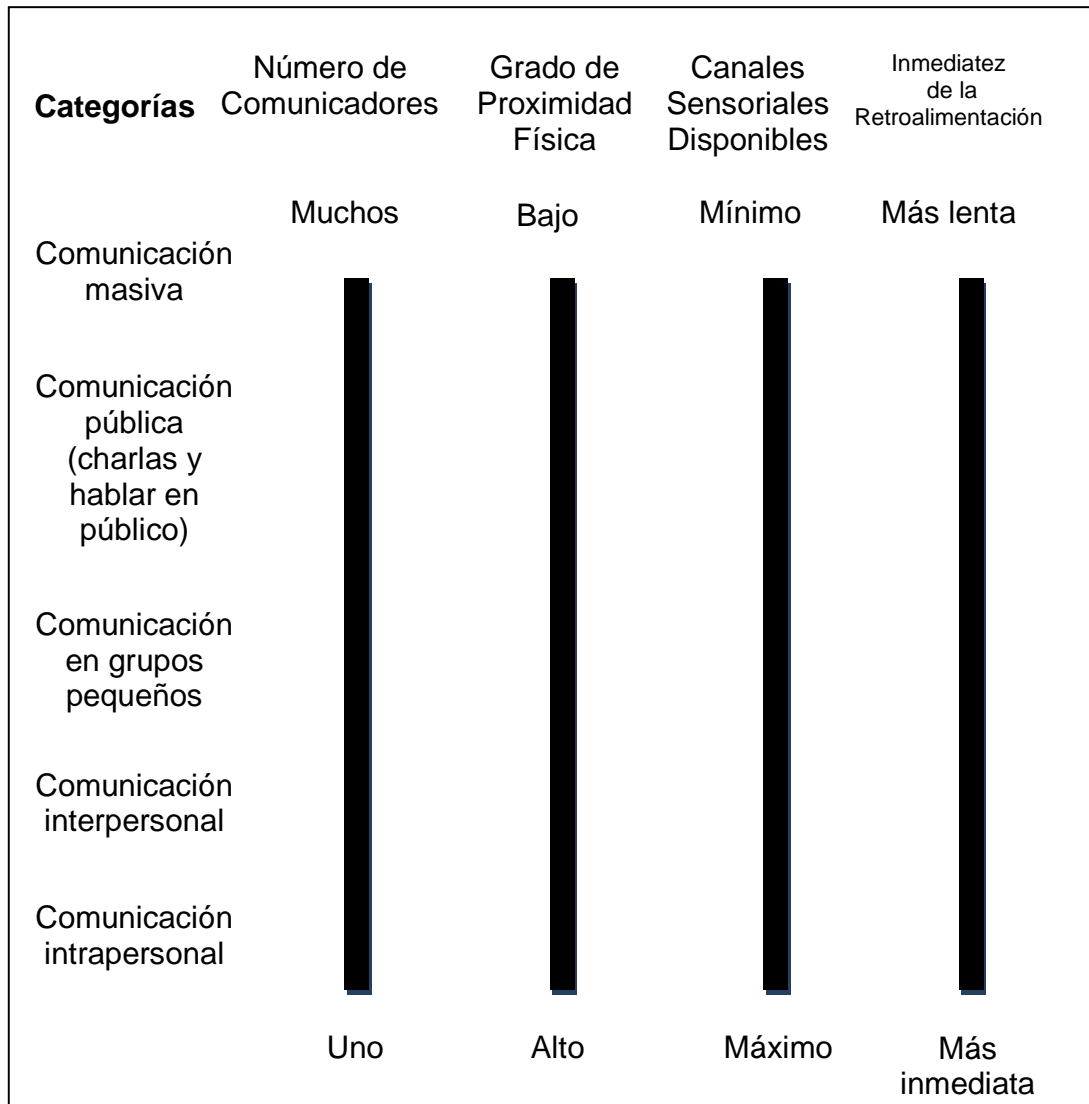 Categorías
Número de
Comunicadores
Grado de
Proximidad
Física
Canales
Sensoriales
Disponibles
Inmediatez
de la
Retroalimentación
Muchos
Bajo
Mínimo
Más lenta
Comunicación
masiva
Comunicación
pública
(charlas y
hablar en
público)
Comunicación
en grupos
pequeños
Comunicación
interpersonal
Comunicación
intrapersonal
Uno
Alto
Máximo
Más
inmediata